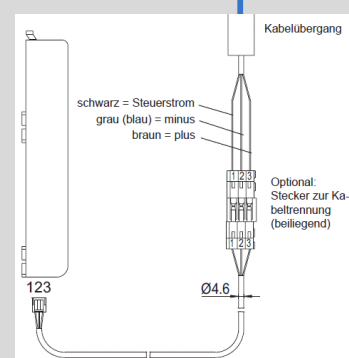 Kabelübergang
schwarz = Steuerstrom
grau (blau) = minus
braun = plus
1 2 3
Optional:
Stecker zur Ka-
beltrennung
(beiliegend)
1 2 3
123
Ø4.6